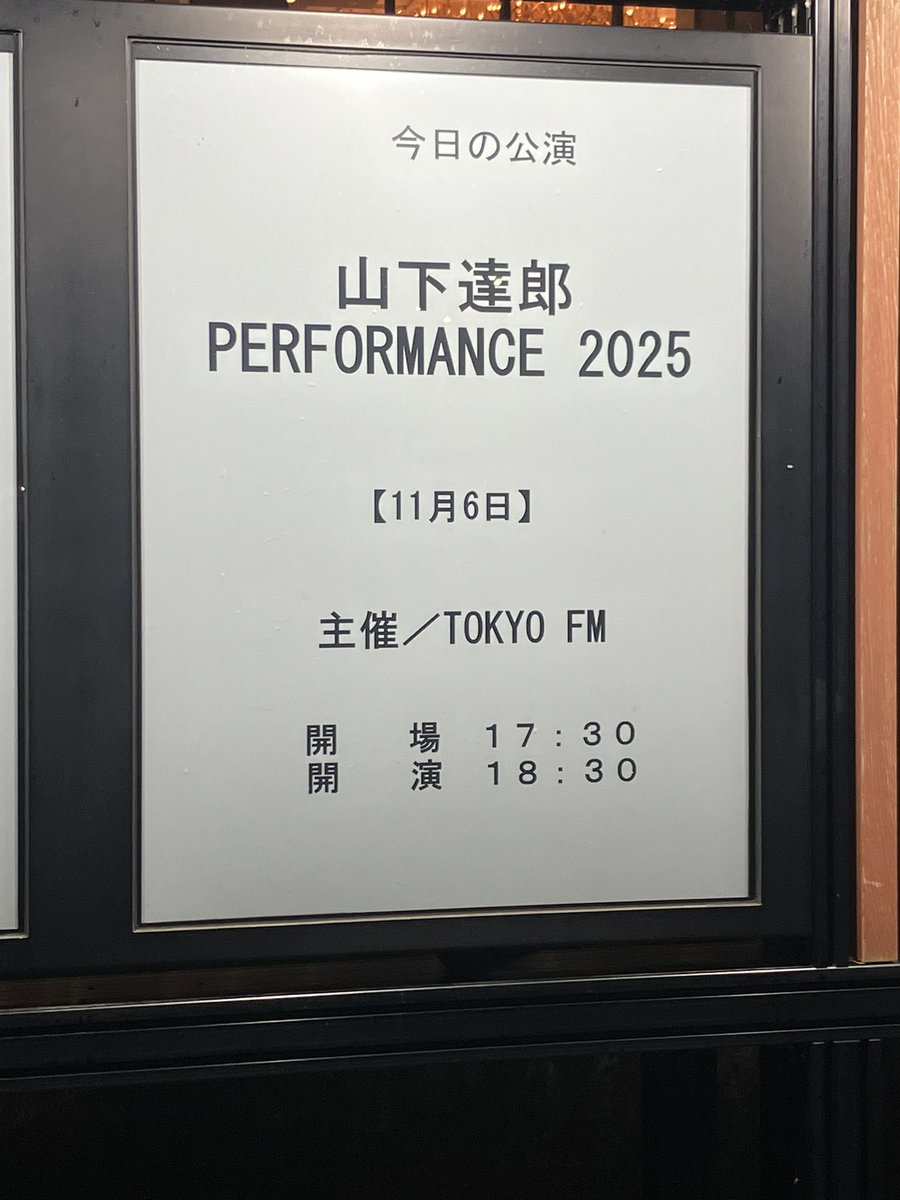 今日の公演
山下達郎
PERFORMANCE 2025
【11月6日】
主催／TOKYO FM
開　場　17:30
開　演　18:30